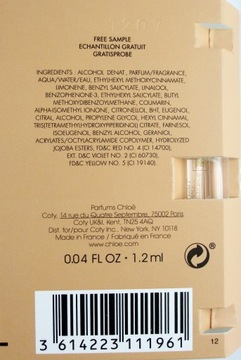 FREE SAMPLE
ECHANTILLON GRATUIT
GRATISPROBE
INGREDIENTS : ALCOHOL DENAT., PARFUM/FRAGRANCE,
AQUA/WATER/EAU, ETHYLHEXYL METHOXYCINNAMATE,
LIMONENE, BENZYL SALICYLATE, LINALOOL,
BENZOPHENONE-3, ETHYLHEXYL SALICYLATE, BUTYL
METHOXYDIBENZOYLMETHANE, COUMARIN,
ALPHA-ISOMETHYL IONONE, CITRONELLOL, BHT, EUGENOL,
CITRAL, ALCOHOL, PROPYLENE GLYCOL, HEXYL CINNAMAL,
TRIS(TETRAMETHYLHYDROXYPIPERIDINOL) CITRATE, FARNESOL,
ISOEUGENOL, BENZYL ALCOHOL, GERANIOL,
ACRYLATES/OCTYLACRYLAMIDE COPOLYMER, HYDROLYZED
JOJOBA ESTERS, FD&C RED NO. 4 (CI 14700),
EXT. D&C VIOLET NO. 2 (CI 60730),
FD&C YELLOW NO. 5 (CI 19140).
Parfums Chloé
Coty, 14 rue du Quatre Septembre, 75002 Paris
Coty UK&I, Kent, TN25 4AQ
Dist. for/pour Coty Inc. New York, NY 10118
Made in France / Fabriqué en France
www.chloe.com
0.04 FL OZ - 1.2 ml
12
3 614223 111961